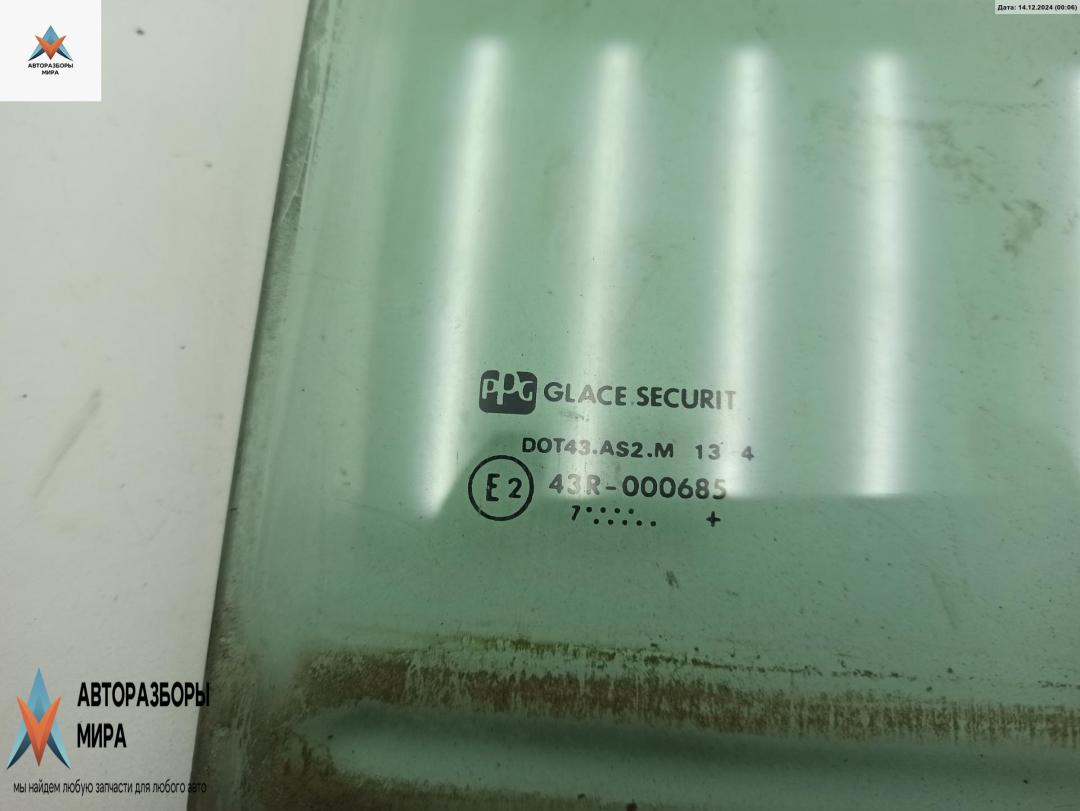 Дата: 14.12.2024 (00:06)
АВТОРАЗБОРЫ
МИРА
PPG GLACE SECURIT
DOT43.AS2.M 13 4
E2 43R-000685
7 +
АВТОРАЗБОРЫ
МИРА
мы найдем любую запчасти для любого авто